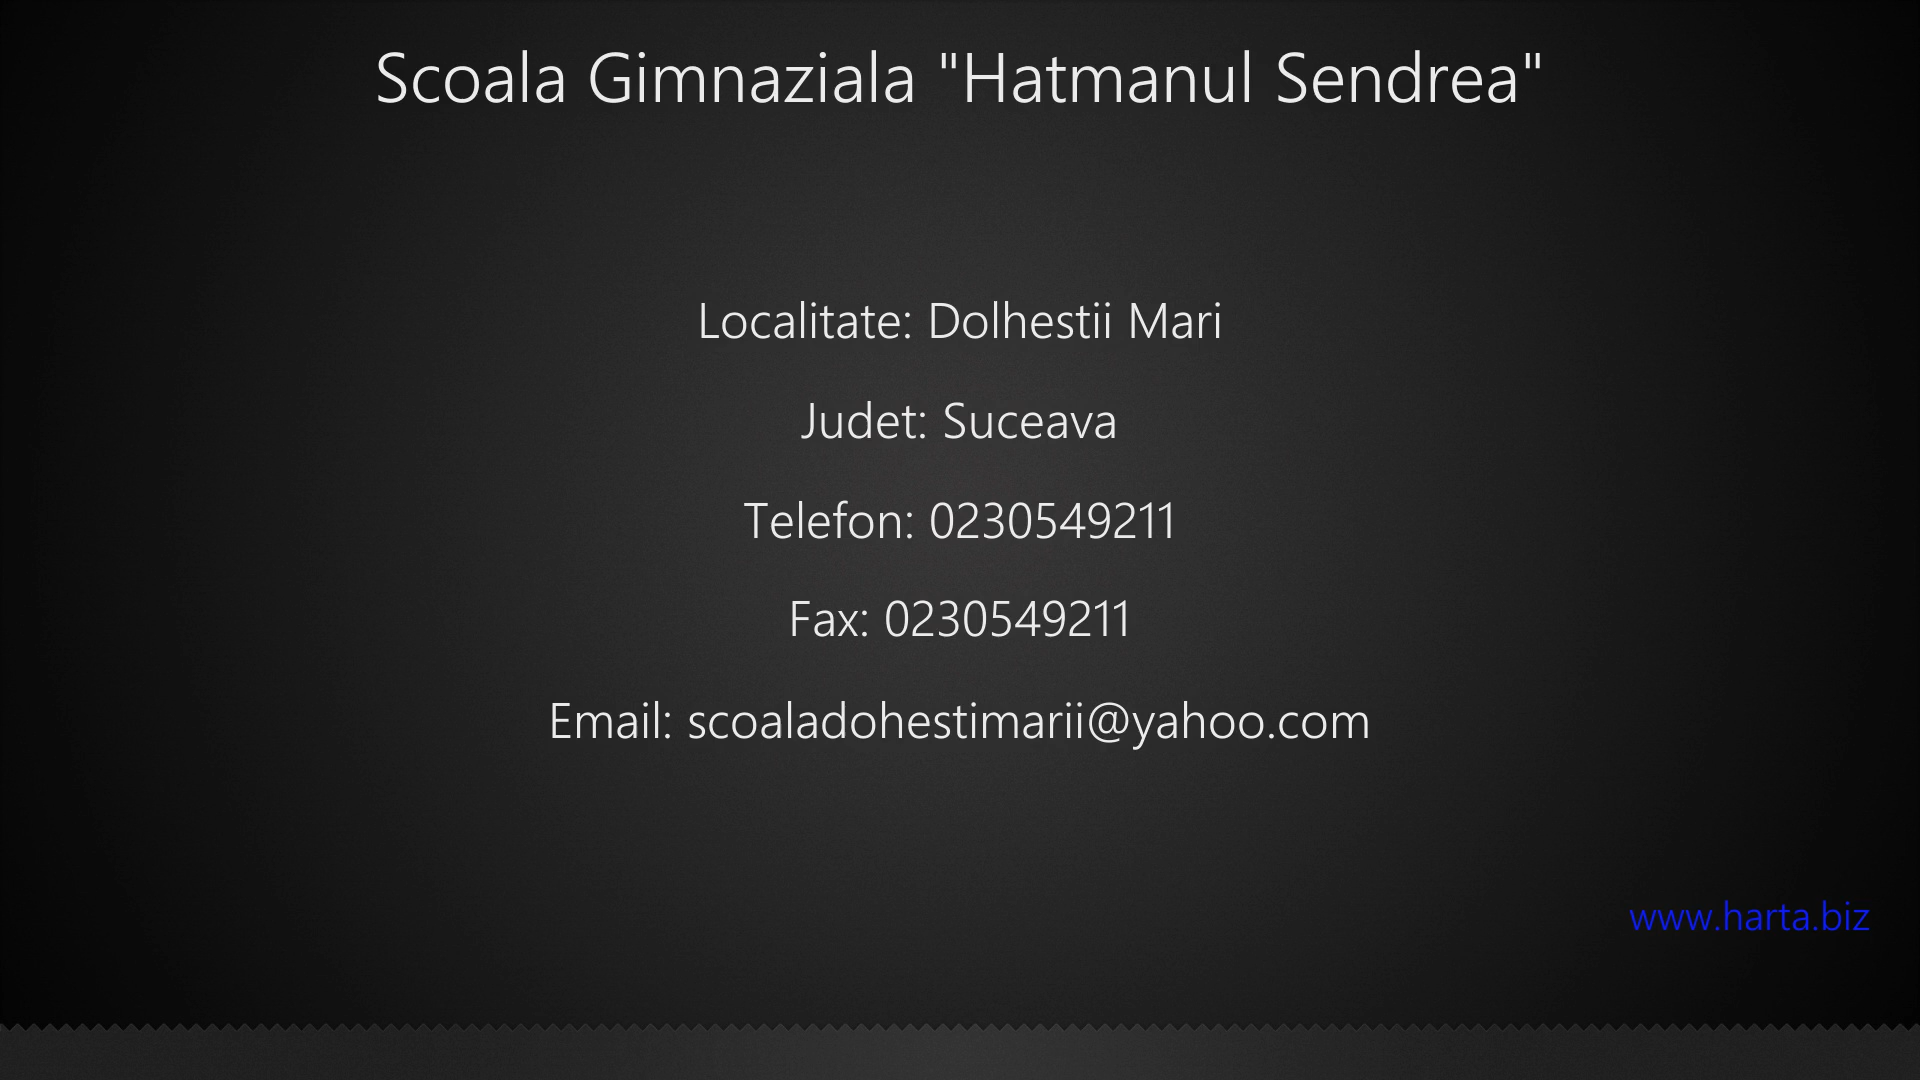 Scoala Gimnaziala "Hatmanul Sendrea"
Localitate: Dolhestii Mari
Judet: Suceava
Telefon: 0230549211
Fax: 0230549211
Email: scoaladohestimarii@yahoo.com
www.harta.biz